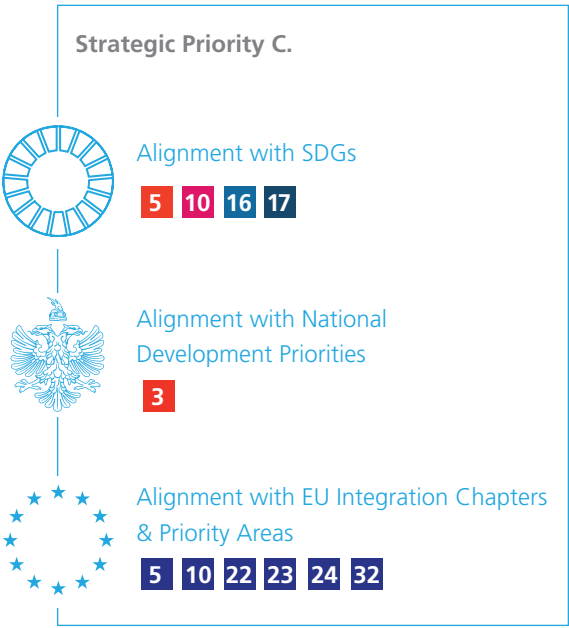 Strategic Priority C.
Alignment with SDGs
5 10 16 17
Alignment with National
Development Priorities
3
Alignment with EU Integration Chapters
& Priority Areas
5 10 22 23 24 32